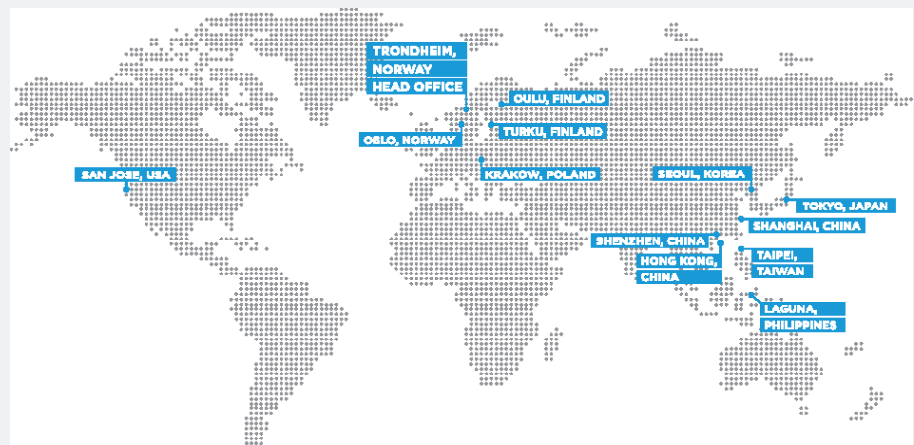 TRONDHEIM,
NORWAY
HEAD OFFICE
OULU, FINLAND
TURKU, FINLAND
OSLO, NORWAY
SAN JOSE, USA
KRAKÓW, POLAND
SEOUL, KOREA
TOKYO, JAPAN
SHANGHAI, CHINA
SHENZHEN, CHINA
HONG KONG,
CHINA
TAIPEI,
TAIWAN
LAGUNA,
PHILIPPINES